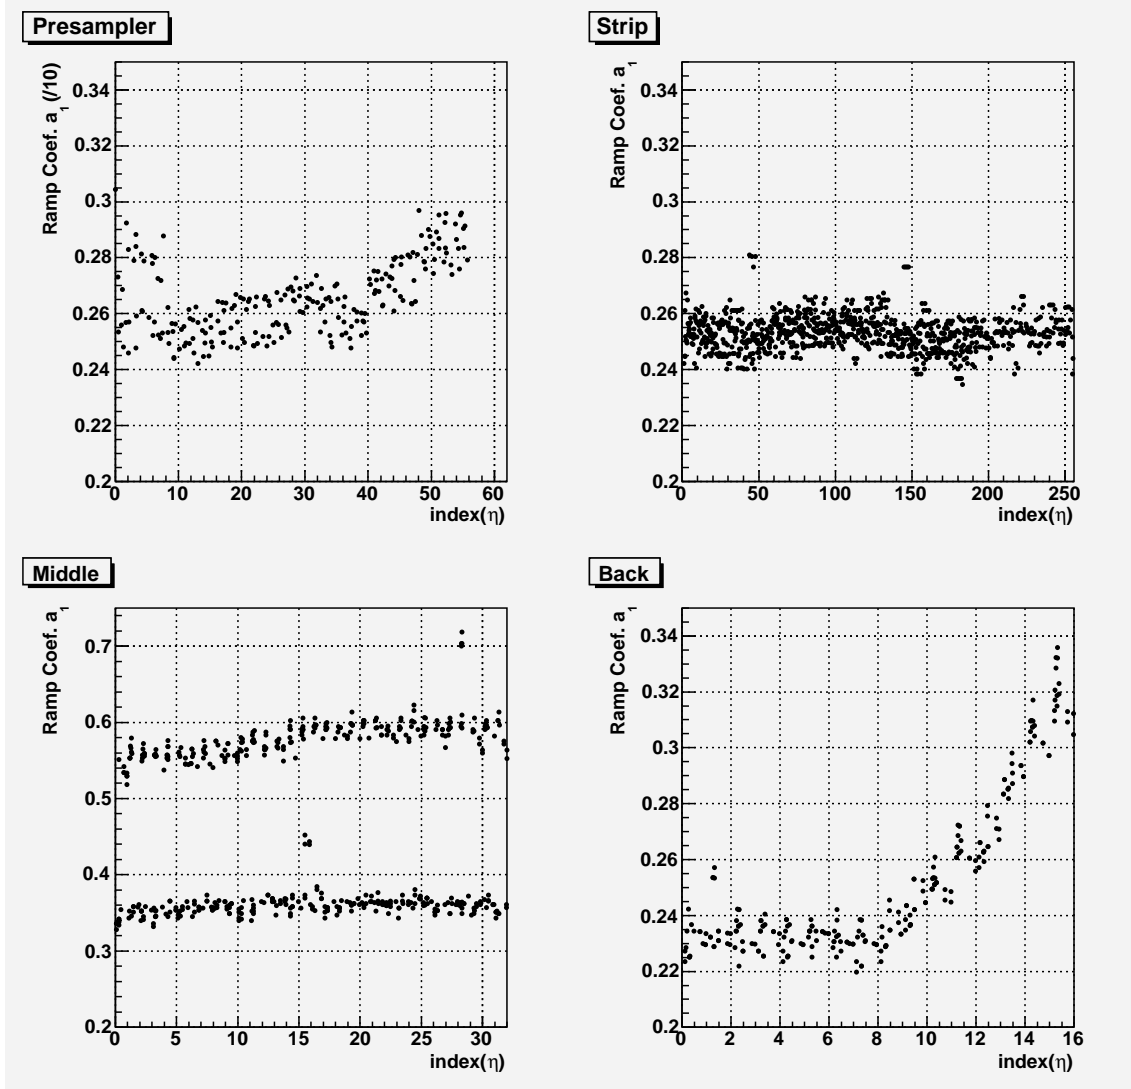 Presampler
Ramp Coef. a1 (/10)
0.34
0.32
0.3
0.28
0.26
0.24
0.22
0.2
0 10 20 30 40 50 60
index(η)
Strip
Ramp Coef. a1
0.34
0.32
0.3
0.28
0.26
0.24
0.22
0.2
0 50 100 150 200 250
index(η)
Middle
Ramp Coef. a1
0.7
0.6
0.5
0.4
0.3
0.2
0 5 10 15 20 25 30
index(η)
Back
Ramp Coef. a1
0.34
0.32
0.3
0.28
0.26
0.24
0.22
0.2
0 2 4 6 8 10 12 14 16
index(η)